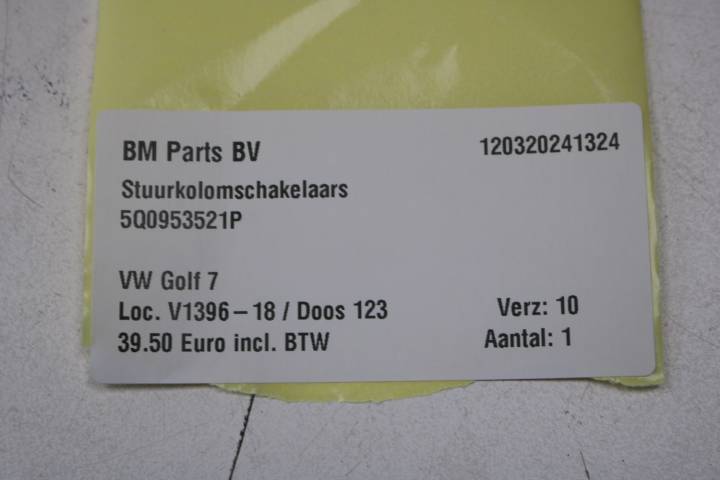 BM Parts BV 120320241324
Stuurkolomschakelaars
5Q0953521P
VW Golf 7
Loc. V1396-18 / Doos 123 Verz: 10
39.50 Euro incl. BTW Aantal: 1